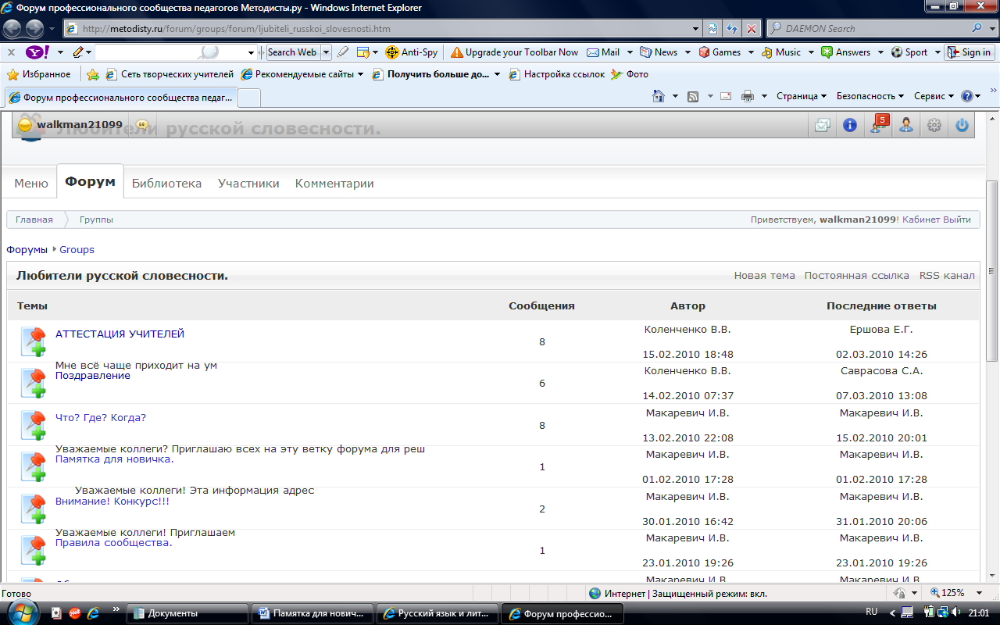 Форум профессионального сообщества педагогов Методисты.ру - Windows Internet Explorer
http://metodisty.ru/forum/groups/forum/ljubiteli_russkoi_slovesnosti.htm
DAEMON Search
Y! Search Web Anti-Spy Upgrade your Toolbar Now Mail News Games Music Answers Sport Sign in
Избранное Сеть творческих учителей Рекомендуемые сайты Получить больше до... Настройка ссылок Фото
Форум профессионального сообщества педаг... Страница Безопасность Сервис
walkman21099 5
Любители русской словесности.
Меню Форум Библиотека Участники Комментарии
Главная Группы Приветствуем, walkman21099! Кабинет Выйти
Форумы Groups
Любители русской словесности. Новая тема Постоянная ссылка RSS канал
Темы Сообщения Автор Последние ответы
АТТЕСТАЦИЯ УЧИТЕЛЕЙ 8 Коленченко В.В. Ершова Е.Г.
15.02.2010 18:48 02.03.2010 14:26
Мне всё чаще приходит на ум
Поздравление 6 Коленченко В.В. Саврасова С.А.
14.02.2010 07:37 07.03.2010 13:08
Что? Где? Когда? 8 Макаревич И.В. Макаревич И.В.
13.02.2010 22:08 15.02.2010 20:01
Уважаемые коллеги? Приглашаю всех на эту ветку форума для реш
Памятка для новичка. 1 Макаревич И.В. Макаревич И.В.
01.02.2010 17:28 01.02.2010 17:28
Уважаемые коллеги! Эта информация адрес
Внимание! Конкурс!!! 2 Макаревич И.В. Макаревич И.В.
30.01.2010 16:42 31.01.2010 20:06
Уважаемые коллеги! Приглашаем
Правила сообщества. 1 Макаревич И.В. Макаревич И.В.
23.01.2010 19:26 23.01.2010 19:26
Макаревич И.В. Макаревич И.В.
Готово Интернет | Защищенный режим: вкл. 125%
Документы Памятка для нович... Русский язык и лит... Форум профессио... RU 21:01